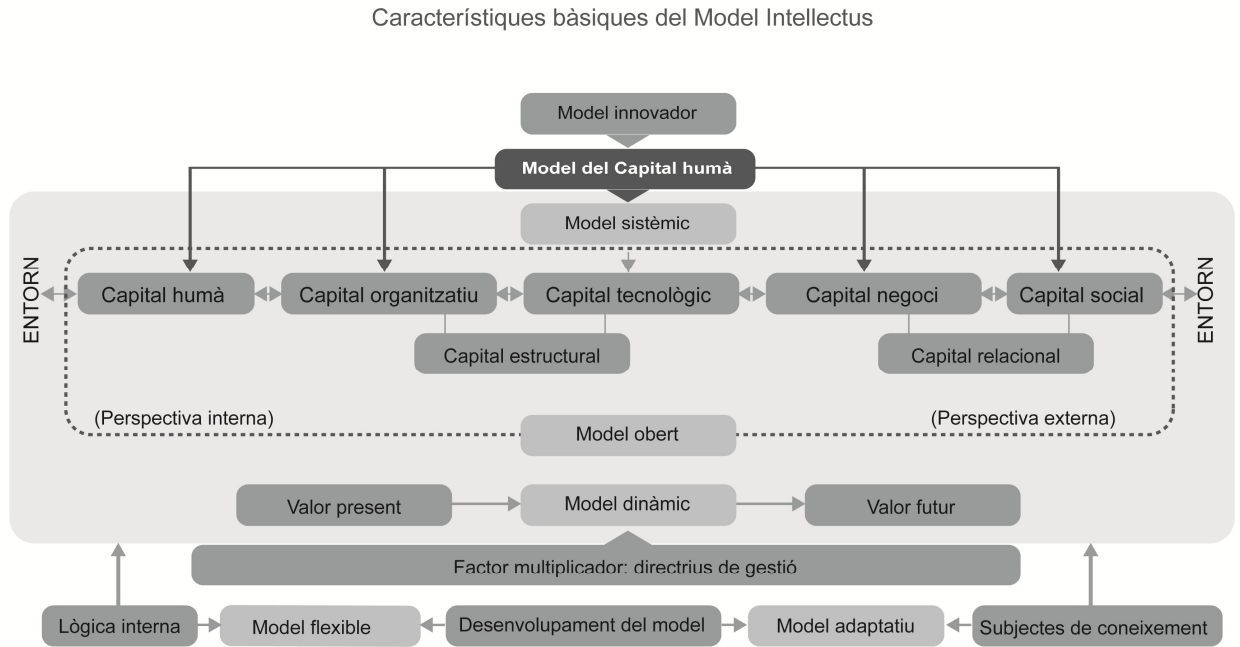 Característiques bàsiques del Model Intellectus
Model innovador
Model del Capital humà
Model sistèmic
ENTORN
Capital humà
Capital organitzatiu
Capital tecnològic
Capital negoci
Capital social
ENTORN
Capital estructural
Capital relacional
(Perspectiva interna)
(Perspectiva externa)
Model obert
Valor present
Model dinàmic
Valor futur
Factor multiplicador: directrius de gestió
Lògica interna
Model flexible
Desenvolupament del model
Model adaptatiu
Subjectes de coneixement